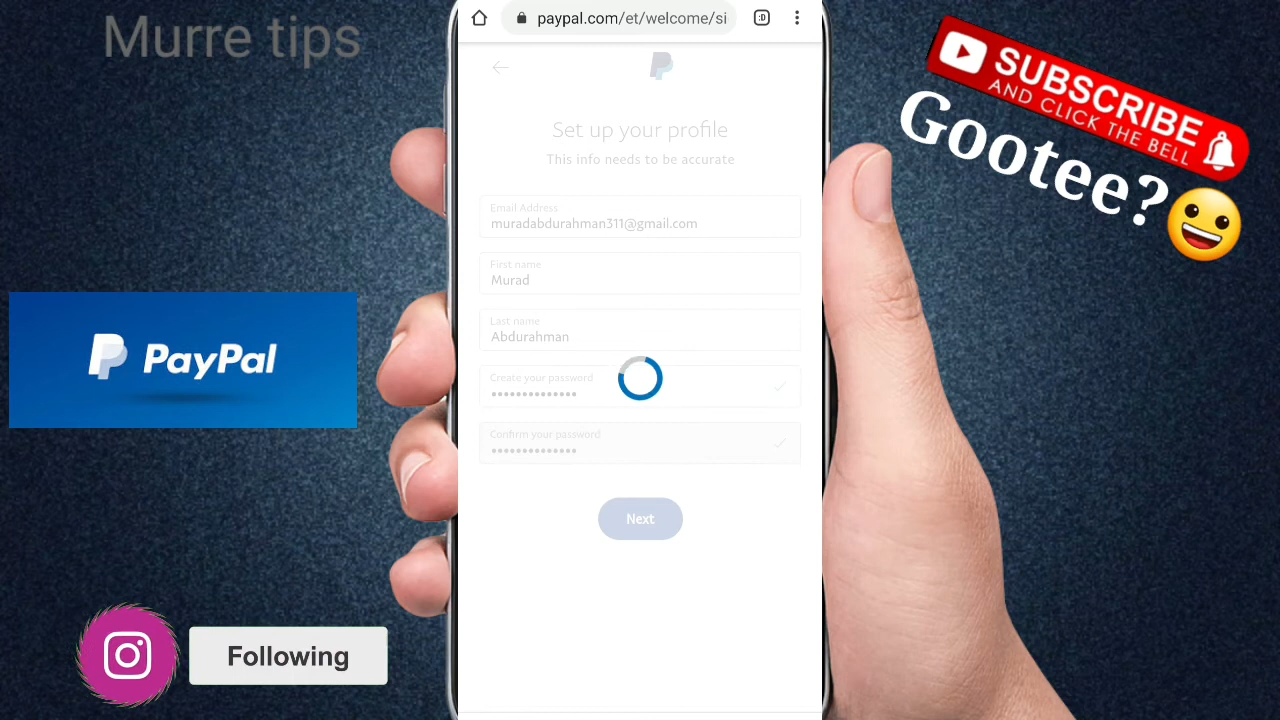 Murre tips
paypal.com/et/welcome/si
:D
Set up your profile
This info needs to be accurate
Email Address
muradabdurahman311@gmail.com
First name
Murad
Last name
Abdurahman
Create your password
••••••••••••••
Confirm your password
••••••••••••••
Next
PayPal
Following
SUBSCRIBE
AND CLICK THE BELL
Gootee?